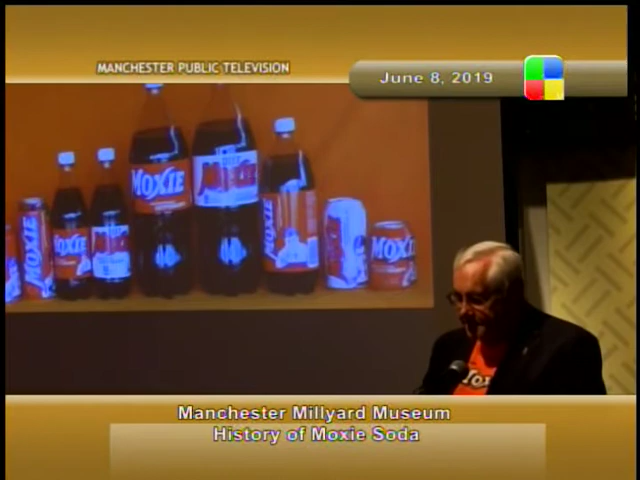 MANCHESTER PUBLIC TELEVISION
June 8, 2019
MOXIE
MOXIE
MOXIE
MOXIE
MOXIE
Manchester Millyard Museum
History of Moxie Soda